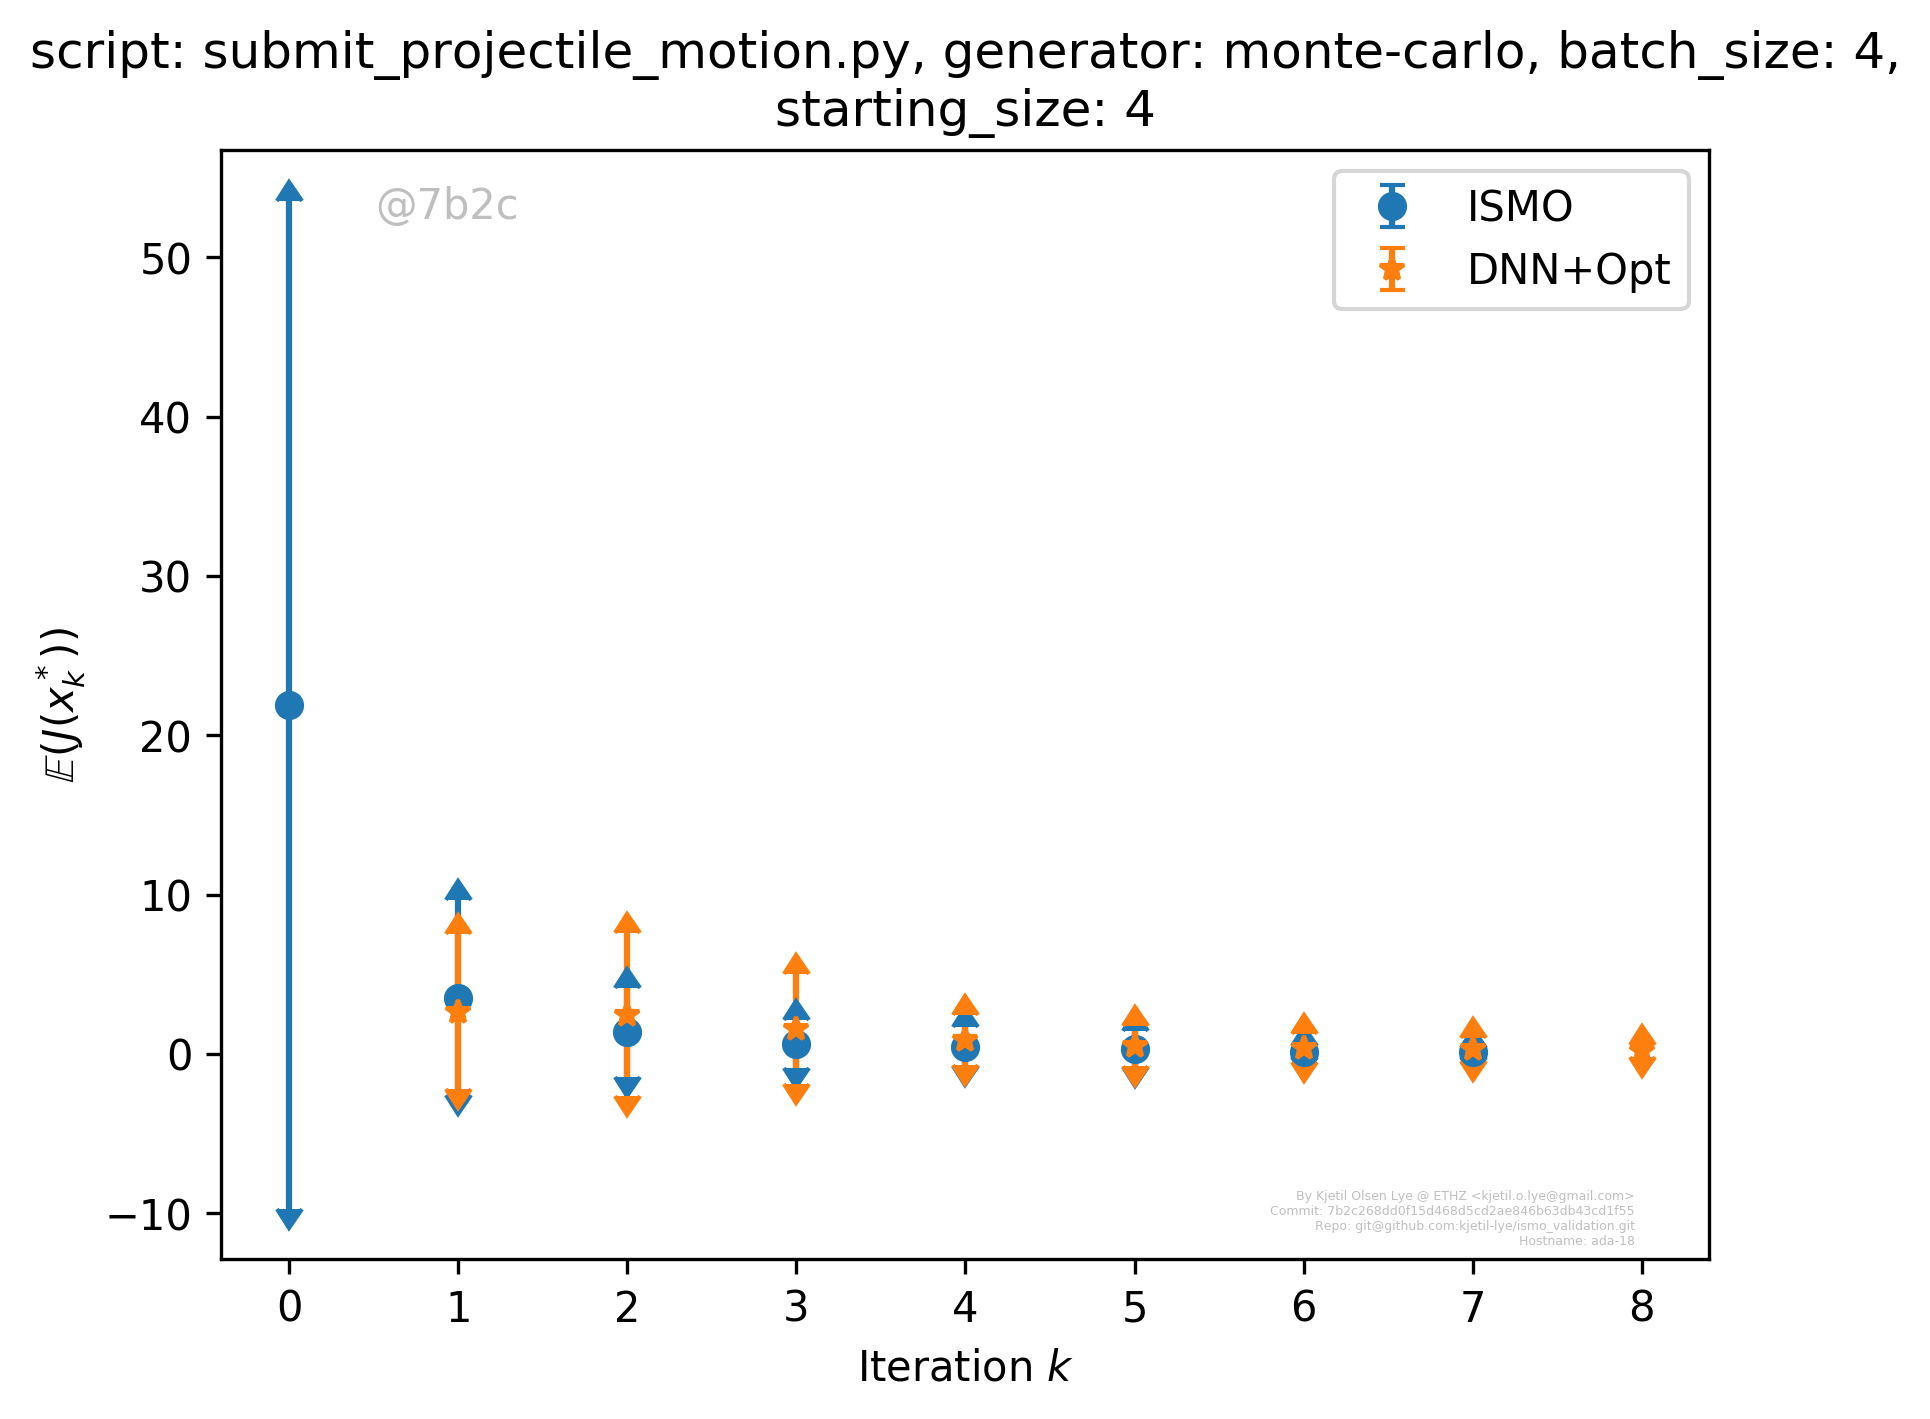 script: submit_projectile_motion.py, generator: monte-carlo, batch_size: 4,
starting_size: 4
@7b2c
ISMO
DNN+Opt
50
40
30
20
10
0
−10
𝔼(J(x*k))
By Kjetil Olsen Lye @ ETHZ <kjetil.o.lye@gmail.com>
Commit: 7b2c268dd0f15d468d5cd2ae846b63db43cd1f55
Repo: git@github.com:kjetil-lye/ismo_validation.git
Hostname: ada-18
0 1 2 3 4 5 6 7 8
Iteration k